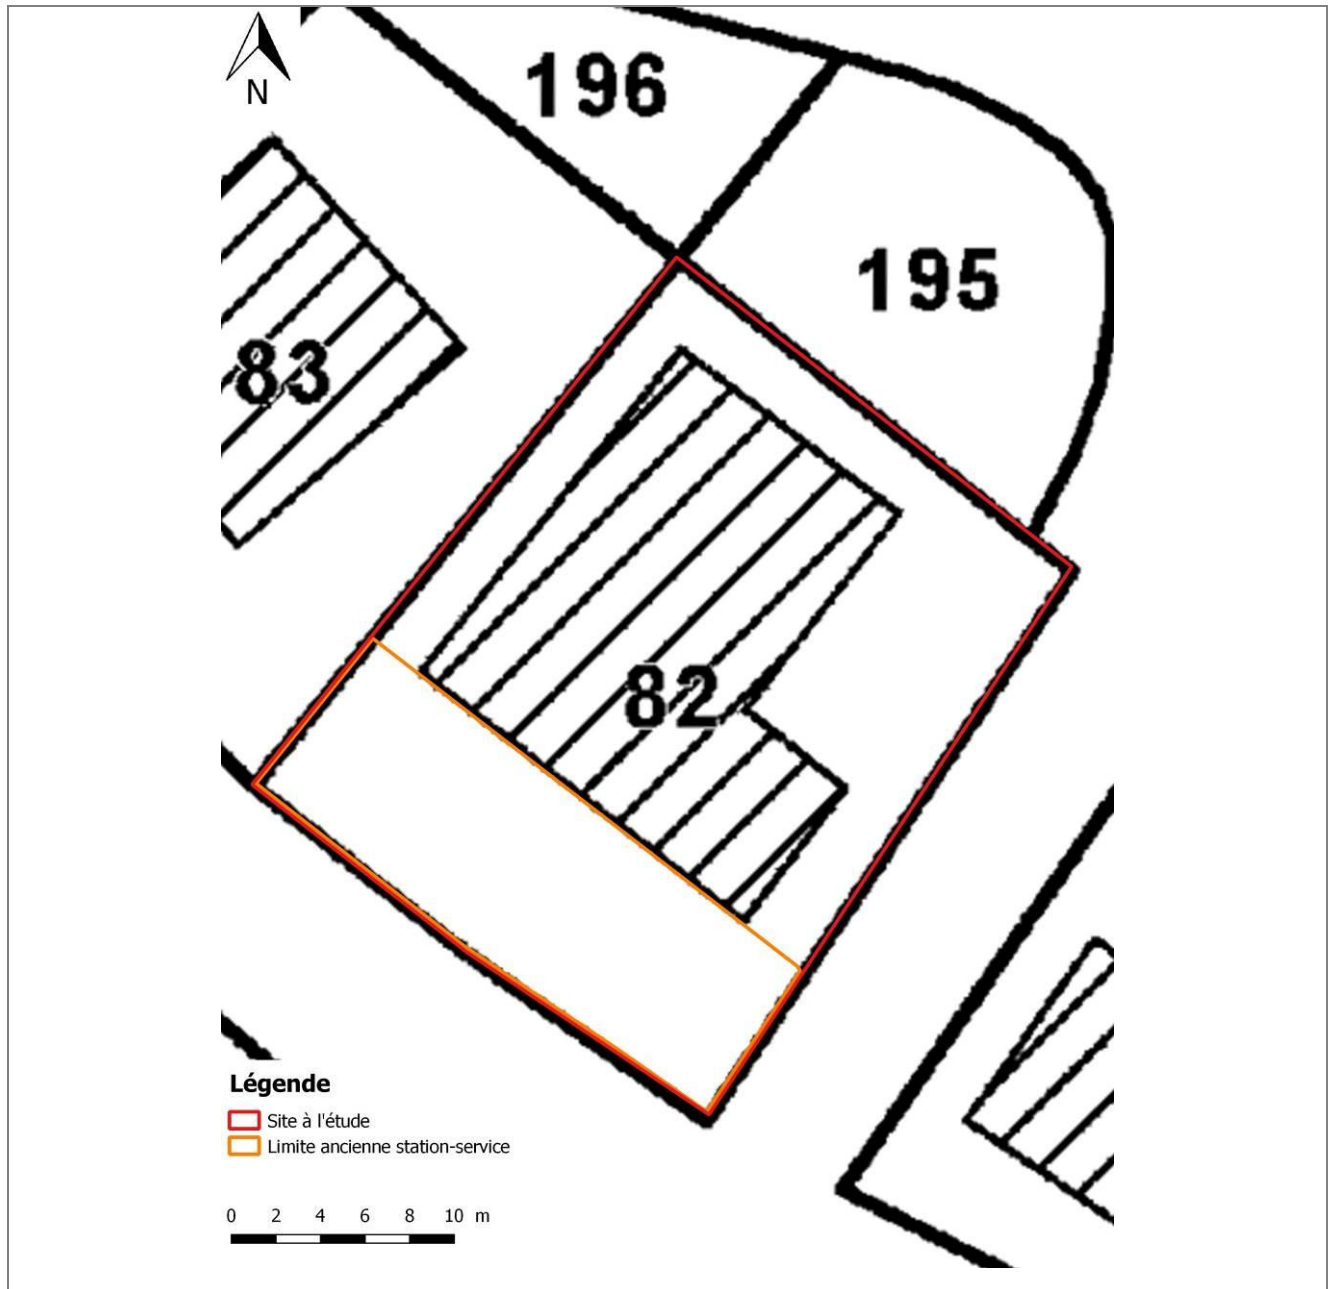 N
196
195
83
82
Légende
Site à l'étude
Limite ancienne station-service
0 2 4 6 8 10 m